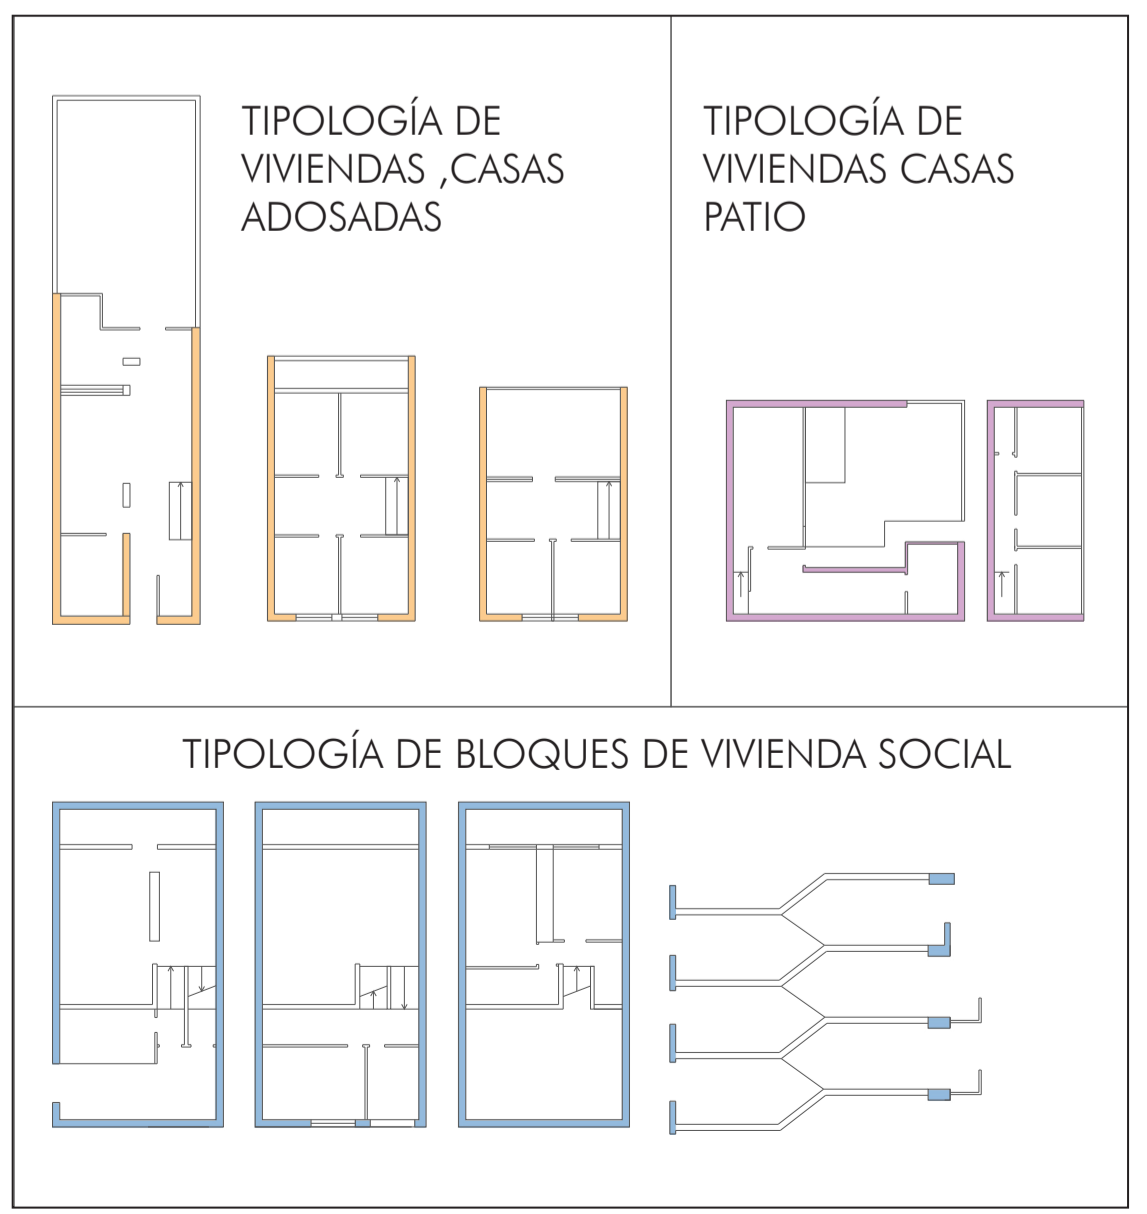 TIPOLOGÍA DE
VIVIENDAS ,CASAS
ADOSADAS
TIPOLOGÍA DE
VIVIENDAS CASAS
PATIO
TIPOLOGÍA DE BLOQUES DE VIVIENDA SOCIAL